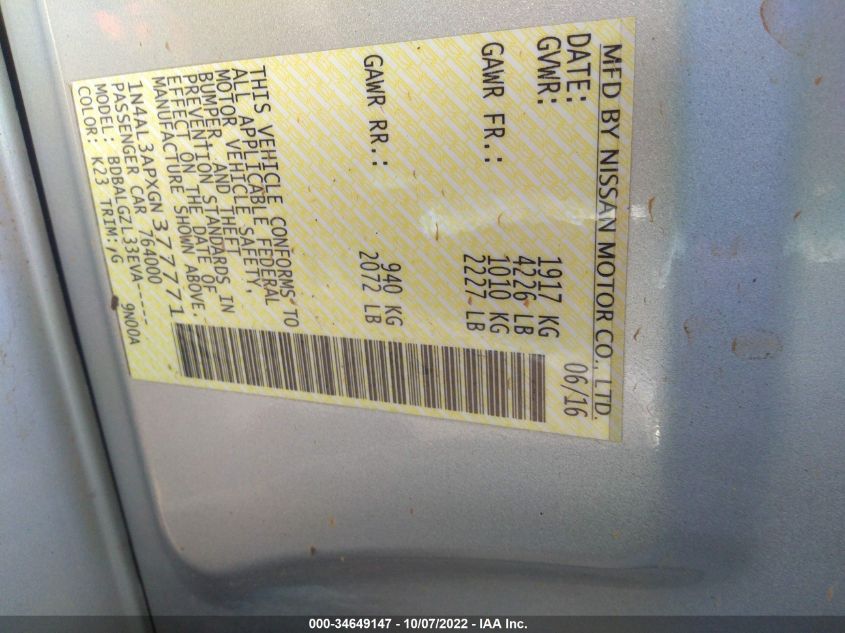 MFD BY NISSAN MOTOR CO., LTD.
DATE: 06/16
GVWR: 1917 KG
4226 LB
GAWR FR.: 1010 KG
2227 LB
GAWR RR.: 940 KG
2072 LB
THIS VEHICLE CONFORMS TO
ALL APPLICABLE FEDERAL
MOTOR VEHICLE SAFETY,
BUMPER AND THEFT
PREVENTION STANDARDS IN
EFFECT ON THE DATE OF
MANUFACTURE SHOWN ABOVE.
1N4AL3APXGN377771
PASSENGER CAR 764000
MODEL: BDBALGZL33EVA----- 9N00A
COLOR: K23 TRIM:/G
000-34649147 - 10/07/2022 - IAA Inc.